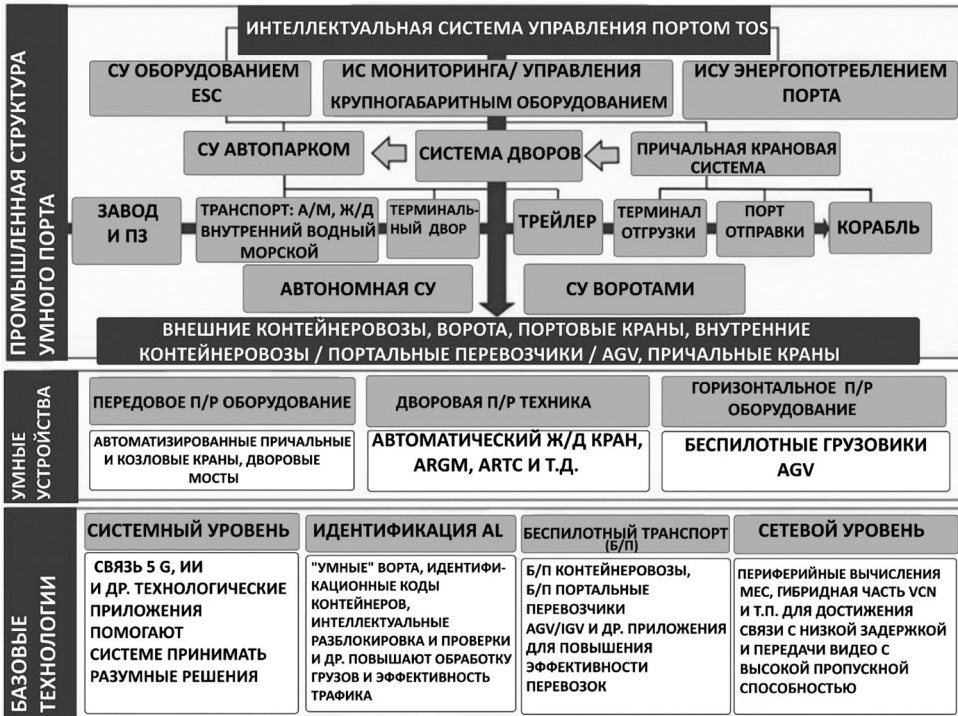 ПРОМЫШЛЕННАЯ СТРУКТУРА
УМНОГО ПОРТА
ИНТЕЛЛЕКТУАЛЬНАЯ СИСТЕМА УПРАВЛЕНИЯ ПОРТОМ TOS
СУ ОБОРУДОВАНИЕМ
ESC
ИС МОНИТОРИНГА/ УПРАВЛЕНИЯ
КРУПНОГАБАРИТНЫМ ОБОРУДОВАНИЕМ
ИСУ ЭНЕРГОПОТРЕБЛЕНИЕМ
ПОРТА
СУ АВТОПАРКОМ
СИСТЕМА ДВОРОВ
ПРИЧАЛЬНАЯ КРАНОВАЯ
СИСТЕМА
ЗАВОД
И ПЗ
ТРАНСПОРТ: А/М, Ж/Д
ВНУТРЕННИЙ ВОДНЫЙ
МОРСКОЙ
ТЕРМИНАЛЬ-
НЫЙ ДВОР
ТРЕЙЛЕР
ТЕРМИНАЛ
ОТГРУЗКИ
ПОРТ
ОТПРАВКИ
КОРАБЛЬ
АВТОНОМНАЯ СУ
СУ ВОРОТАМИ
ВНЕШНИЕ КОНТЕЙНЕРОВОЗЫ, ВОРОТА, ПОРТОВЫЕ КРАНЫ, ВНУТРЕННИЕ
КОНТЕЙНЕРОВОЗЫ / ПОРТАЛЬНЫЕ ПЕРЕВОЗЧИКИ / AGV, ПРИЧАЛЬНЫЕ КРАНЫ
УМНЫЕ
УСТРОЙСТВА
ПЕРЕДОВОЕ П/Р ОБОРУДОВАНИЕ
АВТОМАТИЗИРОВАННЫЕ ПРИЧАЛЬНЫЕ
И КОЗЛОВЫЕ КРАНЫ, ДВОРОВЫЕ
МОСТЫ
ДВОРОВАЯ П/Р ТЕХНИКА
АВТОМАТИЧЕСКИЙ Ж/Д КРАН,
ARGM, ARTC И Т.Д.
ГОРИЗОНТАЛЬНОЕ П/Р
ОБОРУДОВАНИЕ
БЕСПИЛОТНЫЕ ГРУЗОВИКИ
AGV
БАЗОВЫЕ
ТЕХНОЛОГИИ
СИСТЕМНЫЙ УРОВЕНЬ
СВЯЗЬ 5 G, ИИ
И ДР. ТЕХНОЛОГИЧЕСКИЕ
ПРИЛОЖЕНИЯ
ПОМОГАЮТ
СИСТЕМЕ ПРИНИМАТЬ
РАЗУМНЫЕ РЕШЕНИЯ
ИДЕНТИФИКАЦИЯ AL
"УМНЫЕ" ВОРТА, ИДЕНТИФИ-
КАЦИОННЫЕ КОДЫ
КОНТЕЙНЕРОВ,
ИНТЕЛЛЕКТУАЛЬНЫЕ
РАЗБЛОКИРОВКА И ПРОВЕРКИ
И ДР. ПОВЫШАЮТ ОБРАБОТКУ
ГРУЗОВ И ЭФФЕКТИВНОСТЬ
ТРАФИКА
БЕСПИЛОТНЫЙ ТРАНСПОРТ
(Б/П)
Б/П КОНТЕЙНЕРОВОЗЫ,
Б/П ПОРТАЛЬНЫЕ
ПЕРЕВОЗЧИКИ
AGV/IGV И ДР. ПРИЛОЖЕНИЯ
ДЛЯ ПОВЫШЕНИЯ
ЭФФЕКТИВНОСТИ
ПЕРЕВОЗОК
СЕТЕВОЙ УРОВЕНЬ
ПЕРИФЕРИЙНЫЕ ВЫЧИСЛЕНИЯ
МЕС, ГИБРИДНАЯ ЧАСТЬ VCN
И Т.П. ДЛЯ ДОСТИЖЕНИЯ
СВЯЗИ С НИЗКОЙ ЗАДЕРЖКОЙ
И ПЕРЕДАЧИ ВИДЕО С
ВЫСОКОЙ ПРОПУСКНОЙ
СПОСОБНОСТЬЮ